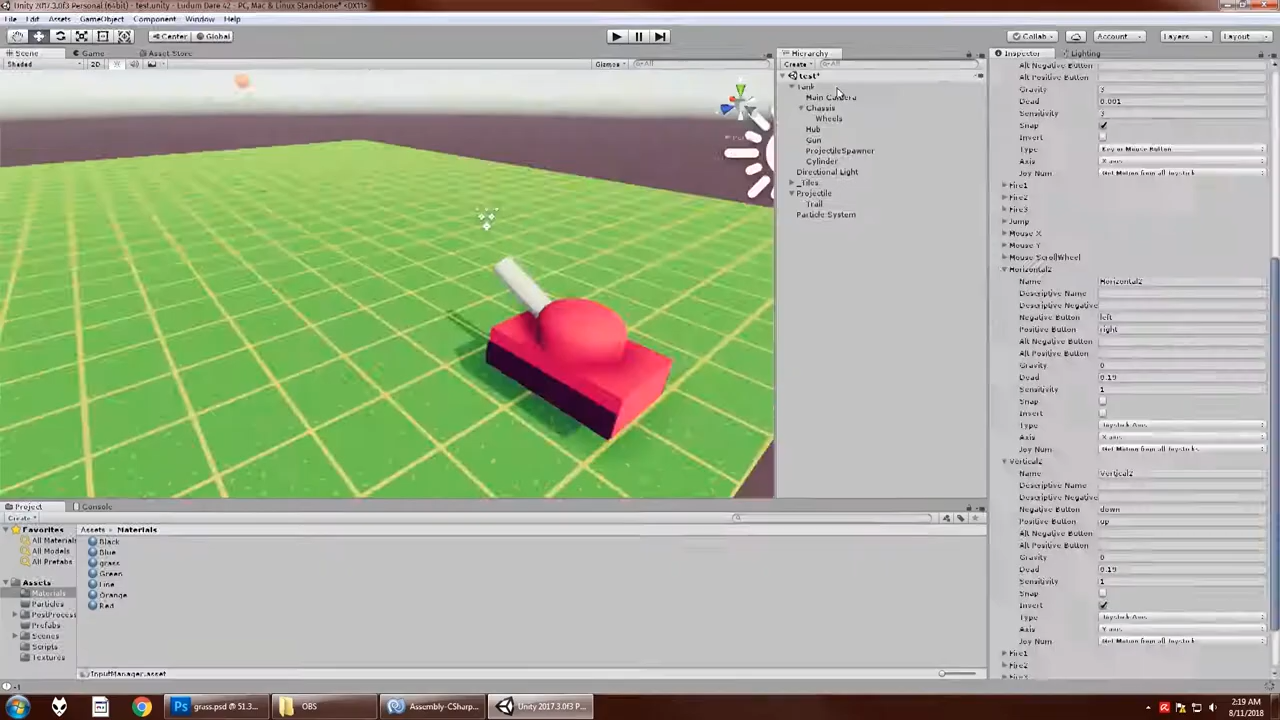 Unity 2017.3.0f3 Personal (64bit) - test.unity - Ludum Dare 42 - PC, Mac & Linux Standalone* <DX11>
File Edit Assets GameObject Component Window Help
Center Global Collab Account Layers Layout
Scene Game Asset Store
Shaded 2D Gizmos All
Hierarchy
Create All
test*
Tank
Main Camera
Chassis
Wheels
Hub
Gun
ProjectileSpawner
Cylinder
Directional Light
_Tiles
Projectile
Trail
Particle System
Inspector Lighting
Alt Negative Button
Alt Positive Button
Gravity 3
Dead 0.001
Sensitivity 3
Snap
Invert
Type Key or Mouse Button
Axis X axis
Joy Num Get Motion from all Joysticks
Fire1
Fire2
Fire3
Jump
Mouse X
Mouse Y
Mouse ScrollWheel
Horizontal2
Name Horizontal2
Descriptive Name
Descriptive Negative
Negative Button left
Positive Button right
Alt Negative Button
Alt Positive Button
Gravity 0
Dead 0.19
Sensitivity 1
Snap
Invert
Type Joystick Axis
Axis X axis
Joy Num Get Motion from all Joysticks
Vertical2
Name Vertical2
Descriptive Name
Descriptive Negative
Negative Button down
Positive Button up
Alt Negative Button
Alt Positive Button
Gravity 0
Dead 0.19
Sensitivity 1
Snap
Invert
Type Joystick Axis
Axis Y axis
Joy Num Get Motion from all Joysticks
Fire1
Fire2
Fire3
Project Console
Create
Favorites
All Materials
All Models
All Prefabs
Assets
Materials
Particles
PostProcess
Prefabs
Scenes
Scripts
Textures
Assets Materials
Black
Blue
grass
Green
Line
Orange
Red
InputManager.asset
grass.psd @ 51.3...
OBS
Assembly-CSharp...
Unity 2017.3.0f3 P...
2:19 AM
8/11/2018